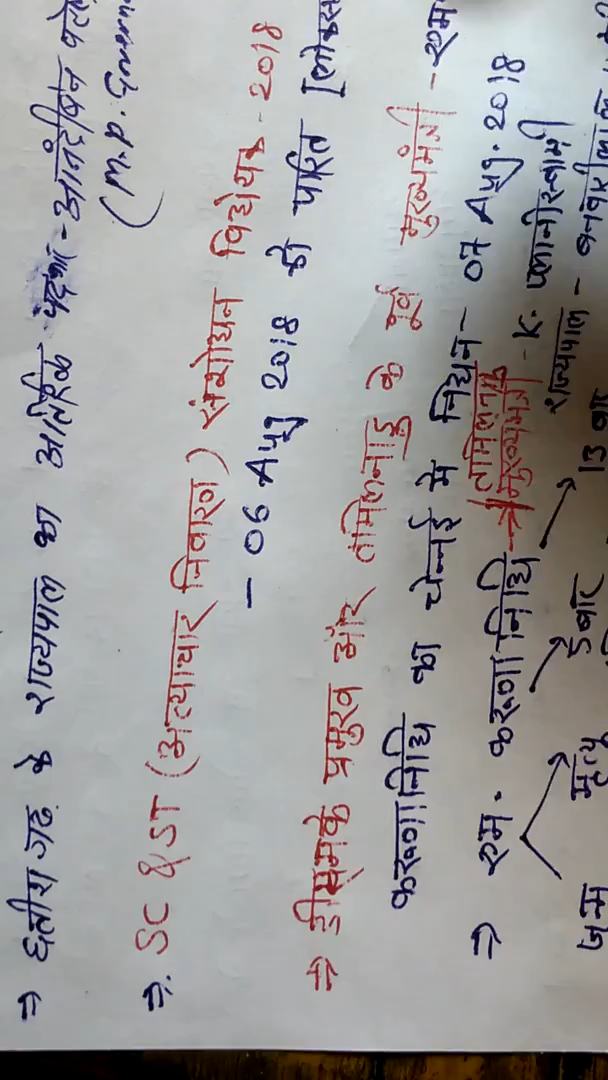 ⇒ छत्तीसगढ़ के राज्यपाल का अतिरिक्त पदभार - आनंदीबेन पटेल
(M.P. Governor
⇒. SC & ST (अत्याचार निवारण) संशोधन विधेयक - 2018
- 06 Aug 2018 को पारित [लोकस
⇒ डीएमके प्रमुख और तमिलनाडु के पूर्व मुख्यमंत्री - एम
करूणानिधि का चेन्नई में निधन - 07 Aug. 2018
⇒ एम. करूणानिधि → तमिलनाडु मुख्यमंत्री - K. पलानीस्वामी
राज्यपाल - बनवारीलाल
जन्म मृत्यु 5 बार 13 बार